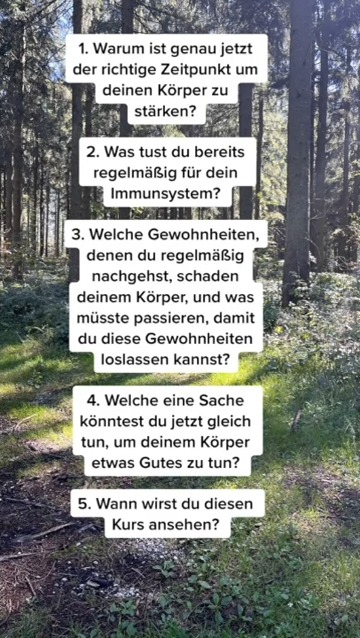 1. Warum ist genau jetzt
der richtige Zeitpunkt um
deinen Körper zu
stärken?
2. Was tust du bereits
regelmäßig für dein
Immunsystem?
3. Welche Gewohnheiten,
denen du regelmäßig
nachgehst, schaden
deinem Körper, und was
müsste passieren, damit
du diese Gewohnheiten
loslassen kannst?
4. Welche eine Sache
könntest du jetzt gleich
tun, um deinem Körper
etwas Gutes zu tun?
5. Wann wirst du diesen
Kurs ansehen?